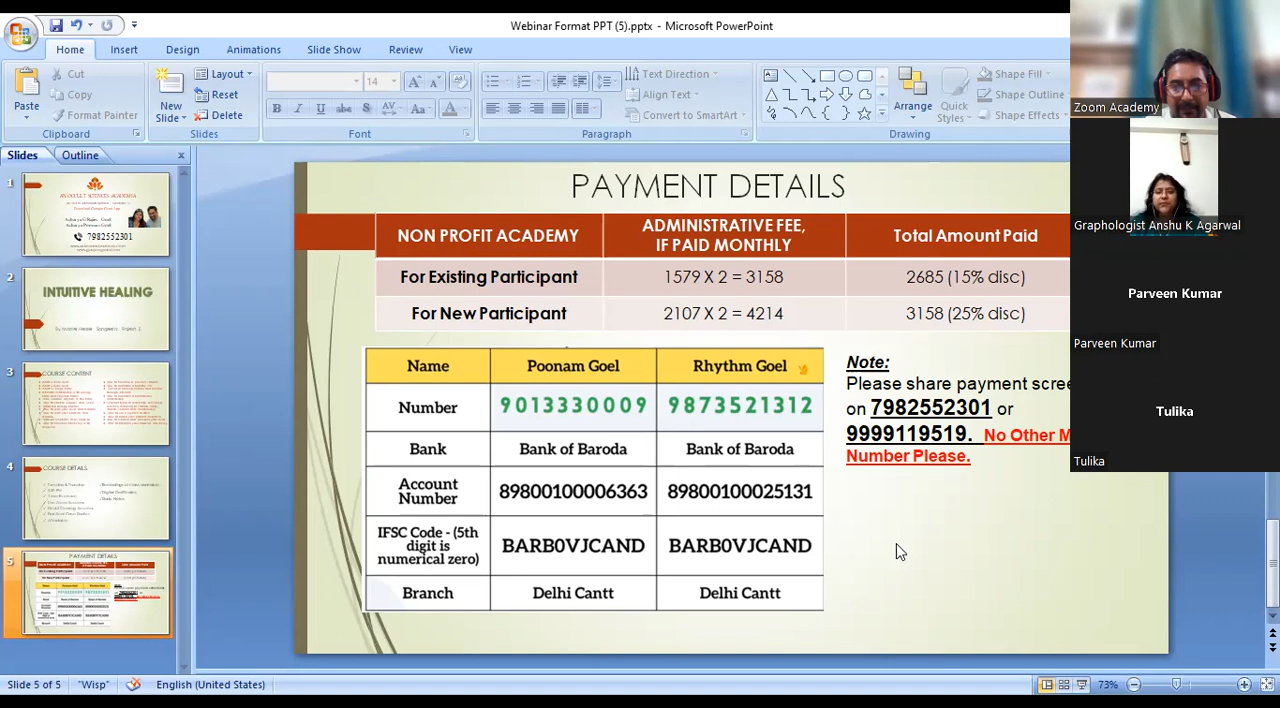 Webinar Format PPT (5).pptx - Microsoft PowerPoint
Home Insert Design Animations Slide Show Review View
Paste Cut Copy Format Painter
Clipboard
New Slide Layout Reset Delete
Slides
14
Font
Text Direction Align Text Convert to SmartArt
Paragraph
Arrange Quick Styles Shape Fill Shape Outline Shape Effects
Drawing
Slides Outline
1
7982552301
2
INTUITIVE HEALING
3
COURSE CONTENT
4
COURSE DETAILS
5
PAYMENT DETAILS
PAYMENT DETAILS
NON PROFIT ACADEMY ADMINISTRATIVE FEE, IF PAID MONTHLY Total Amount Paid
For Existing Participant 1579 X 2 = 3158 2685 (15% disc)
For New Participant 2107 X 2 = 4214 3158 (25% disc)
Name Poonam Goel Rhythm Goel
Number
Bank Bank of Baroda Bank of Baroda
Account Number 89800100006363 89800100025131
IFSC Code - (5th digit is numerical zero) BARB0VJCAND BARB0VJCAND
Branch Delhi Cantt Delhi Cantt
Note:
Please share payment
on 7982552301 or
9999119519. No Other
Number Please.
Zoom Academy
Graphologist Anshu K Agarwal
Parveen Kumar
Parveen Kumar
Tulika
Tulika
Slide 5 of 5 "Wisp" English (United States) 73%